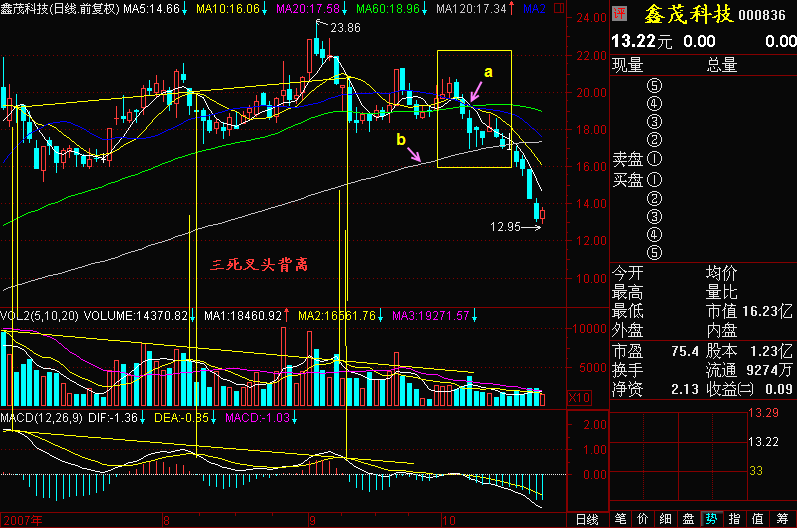 鑫茂科技(日线.前复权) MA5:14.66↓ MA10:16.06↓ MA20:17.58↓ MA60:18.96↓ MA120:17.34↑ MA2
评 鑫茂科技 000836
13.22元 0.00 0.00
现量 总量
⑤
④
③
②
卖盘①
买盘①
②
③
④
⑤
今开 均价
最高 量比
最低 市值 16.23亿
外盘 内盘
市盈 75.4 股本 1.23亿
换手 流通 9274万
净资 2.13 收益㈢ 0.09
13.29
13.22
33
笔 价 细 盘 势 指 值 筹
24.00
22.00
20.00
18.00
16.00
14.00
12.00
10.00
23.86
a
b
12.95
三死叉头背离
VOL2(5,10,20) VOLUME:14370.82↓ MA1:18460.92↑ MA2:16561.76↓ MA3:19271.57↓
10000
5000
X10
MACD(12,26,9) DIF:-1.36↓ DEA:-0.85↓ MACD:-1.03↓
2.00
1.00
0.00
2007年 8 9 10 日线